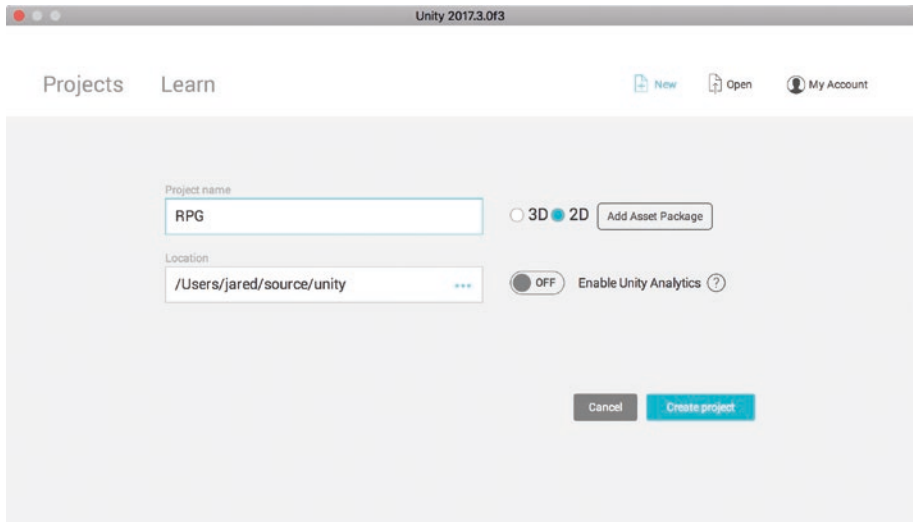 Unity 2017.3.0f3
Projects Learn New Open My Account
Project name
RPG 3D 2D Add Asset Package
Location
/Users/jared/source/unity ... OFF Enable Unity Analytics ?
Cancel Create project